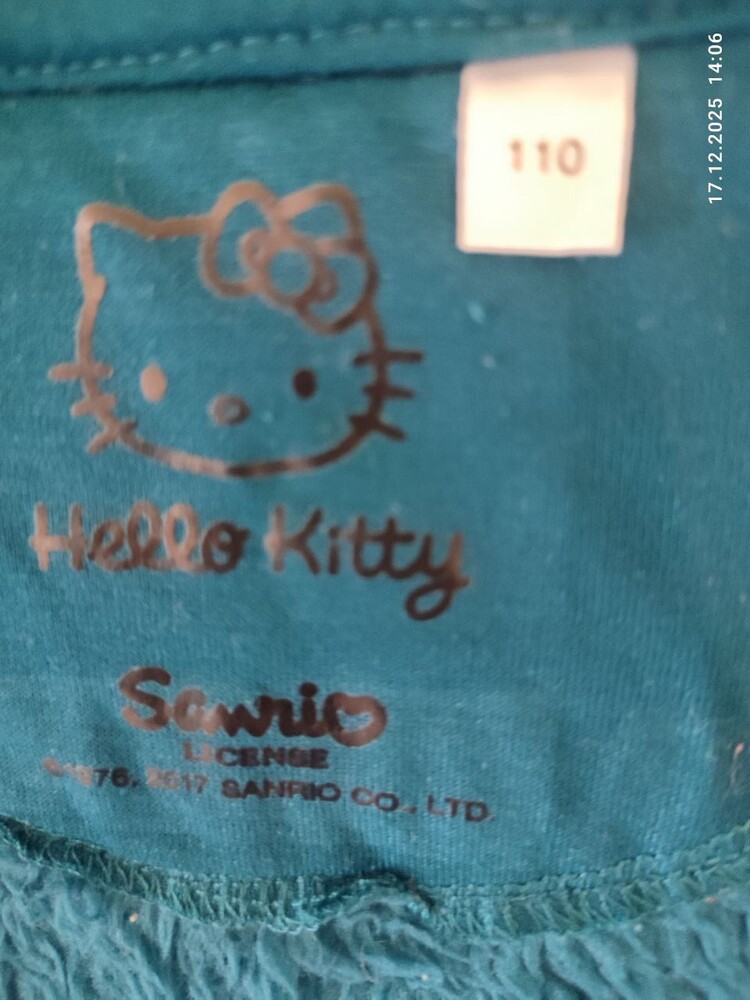 17.12.2025 14:06
110
Hello Kitty
Sanrio
LICENSE
©1976, 2017 SANRIO CO., LTD.